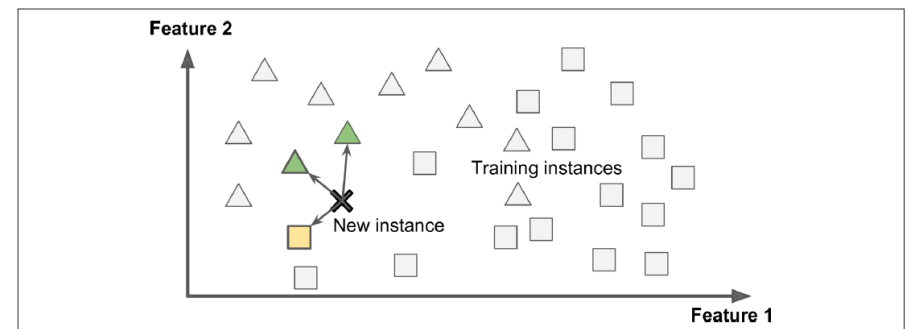 Feature 2
Training instances
New instance
Feature 1